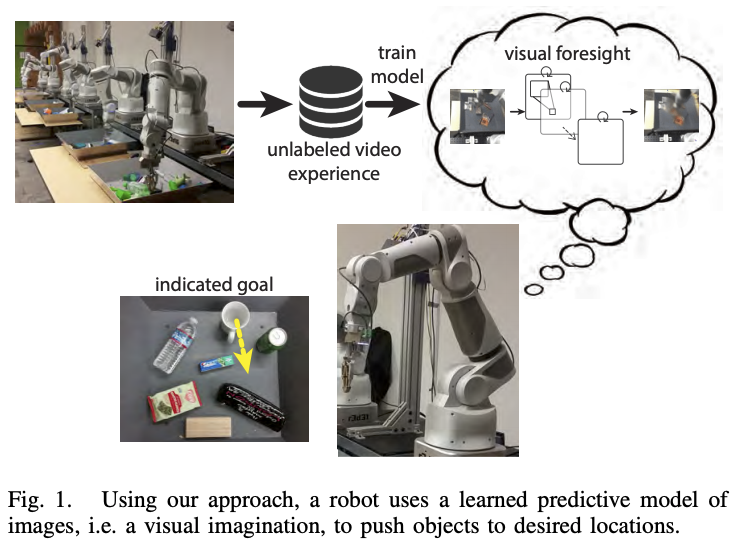 train
model
visual foresight
unlabeled video
experience
indicated goal
Fig. 1. Using our approach, a robot uses a learned predictive model of
images, i.e. a visual imagination, to push objects to desired locations.